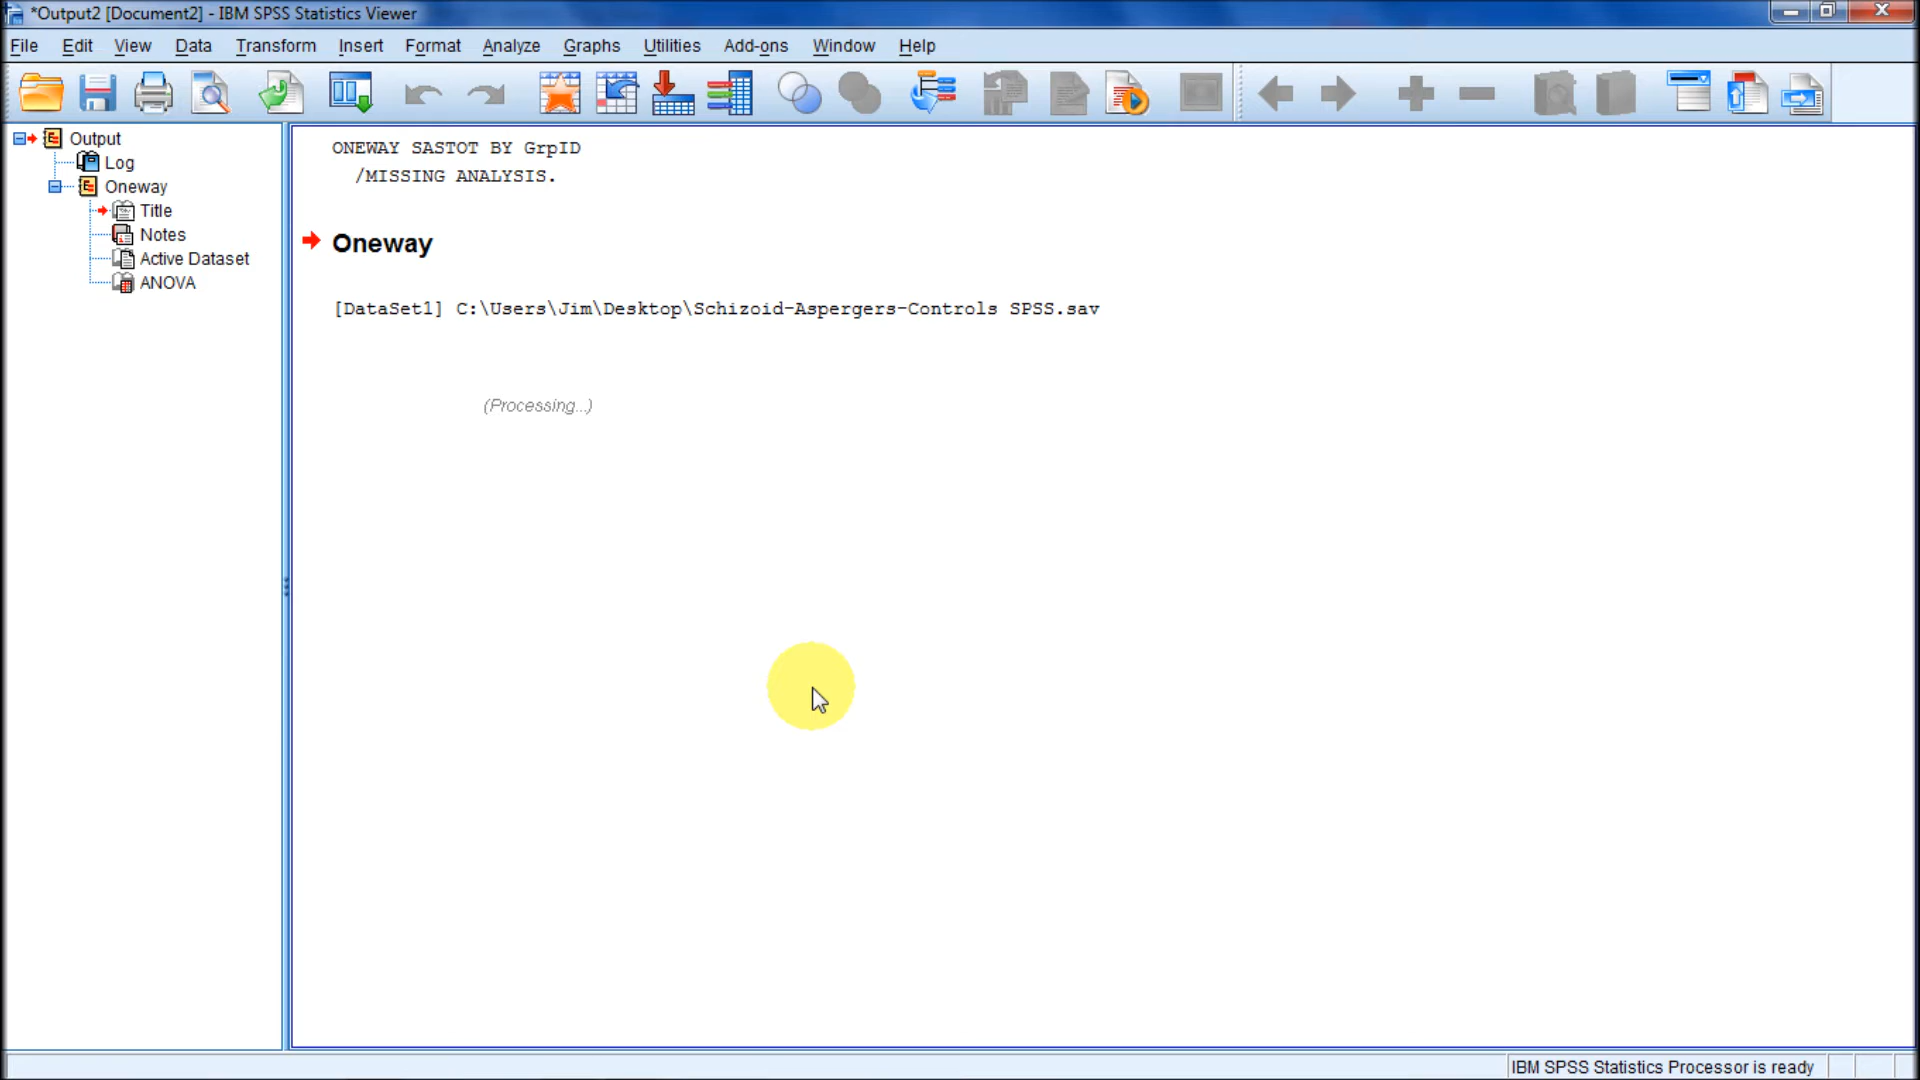 *Output2 [Document2] - IBM SPSS Statistics Viewer
File Edit View Data Transform Insert Format Analyze Graphs Utilities Add-ons Window Help
Output
Log
Oneway
Title
Notes
Active Dataset
ANOVA
ONEWAY SASTOT BY GrpID
/MISSING ANALYSIS.
Oneway
[DataSet1] C:\Users\Jim\Desktop\Schizoid-Aspergers-Controls SPSS.sav
(Processing...)
IBM SPSS Statistics Processor is ready